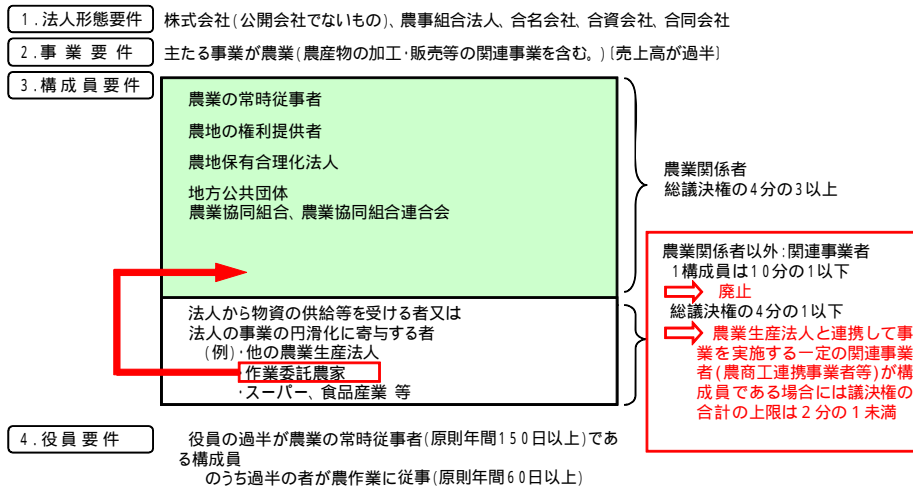 1.法人形態要件
株式会社(公開会社でないもの)、農事組合法人、合名会社、合資会社、合同会社
2.事業要件
主たる事業が農業(農産物の加工・販売等の関連事業を含む。)〔売上高が過半〕
3.構成員要件
農業の常時従事者
農地の権利提供者
農地保有合理化法人
地方公共団体
農業協同組合、農業協同組合連合会
農業関係者
総議決権の4分の3以上
法人から物資の供給等を受ける者又は
法人の事業の円滑化に寄与する者
(例)・他の農業生産法人
・作業委託農家
・スーパー、食品産業 等
農業関係者以外:関連事業者
1構成員は10分の1以下
廃止
総議決権の4分の1以下
農業生産法人と連携して事
業を実施する一定の関連事業
者(農商工連携事業者等)が構
成員である場合には議決権の
合計の上限は2分の1未満
4.役員要件
役員の過半が農業の常時従事者(原則年間150日以上)であ
る構成員
のうち過半の者が農作業に従事(原則年間60日以上)